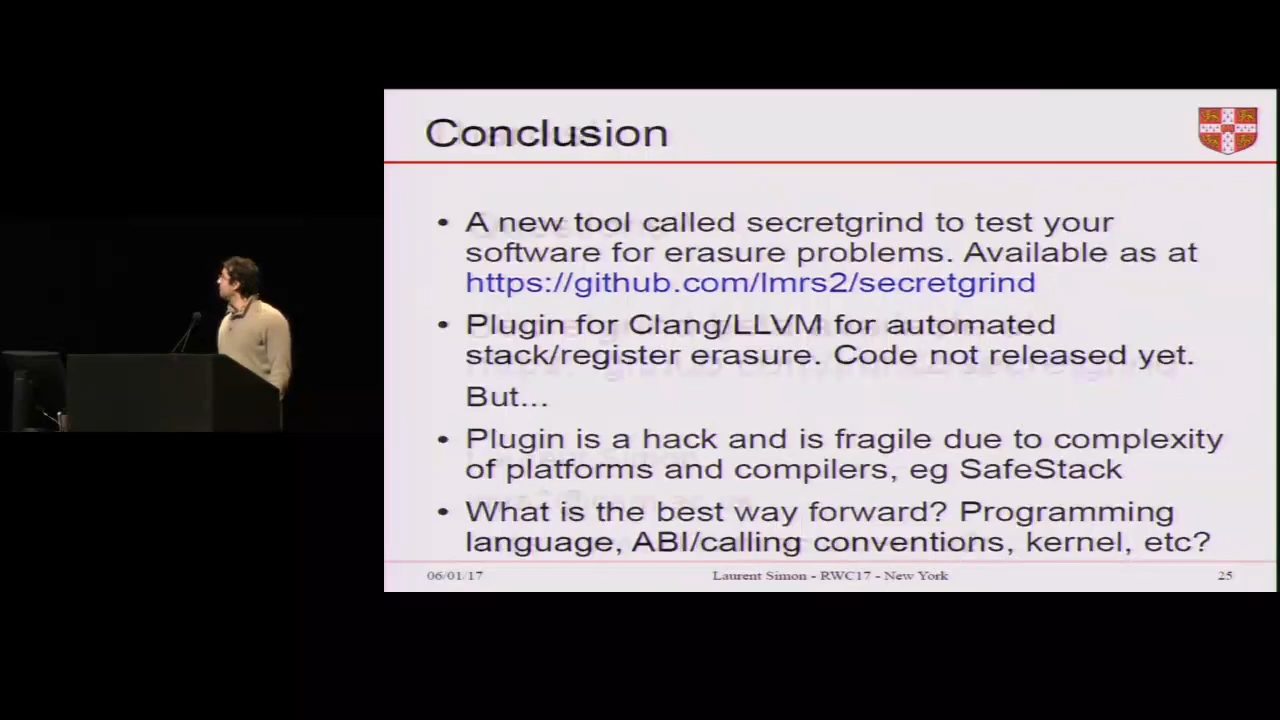 Conclusion
• A new tool called secretgrind to test your
software for erasure problems. Available as at
https://github.com/lmrs2/secretgrind
• Plugin for Clang/LLVM for automated
stack/register erasure. Code not released yet.
But...
• Plugin is a hack and is fragile due to complexity
of platforms and compilers, eg SafeStack
• What is the best way forward? Programming
language, ABI/calling conventions, kernel, etc?
06/01/17
Laurent Simon - RWC17 - New York
25